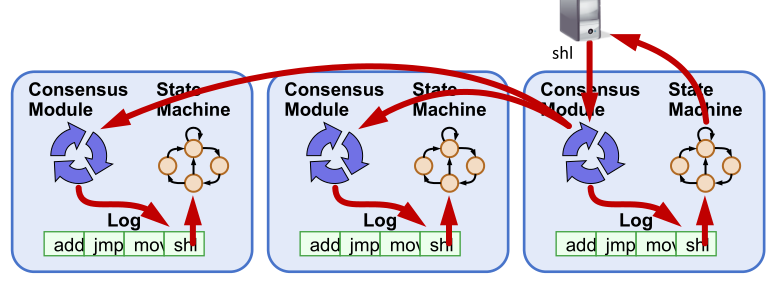 shl
Consensus Module
State Machine
Log
add jmp mov shl
Consensus Module
State Machine
Log
add jmp mov shl
Consensus Module
State Machine
Log
add jmp mov shl